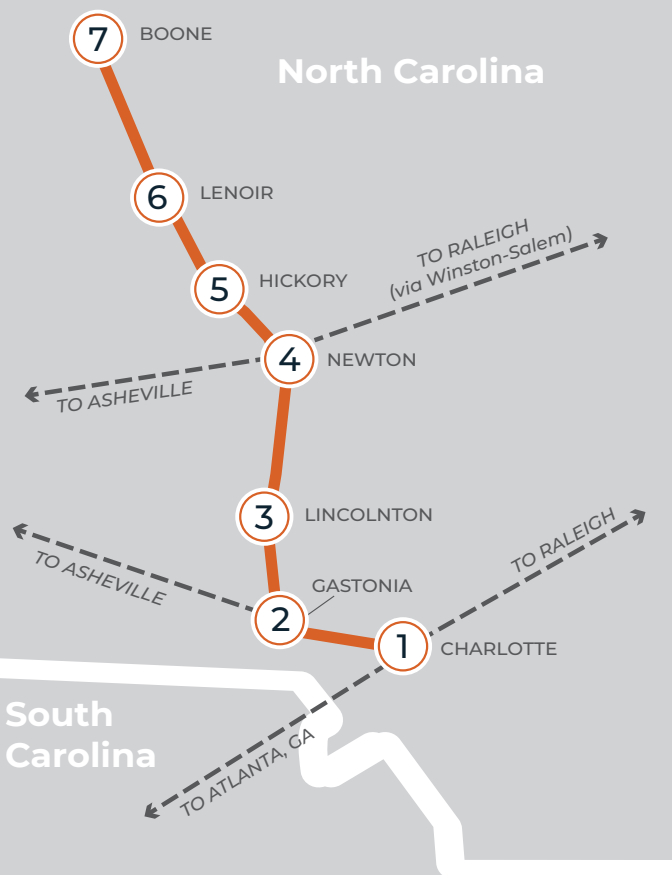 7
BOONE
North Carolina
6
LENOIR
TO RALEIGH
(via Winston-Salem)
5
HICKORY
4
NEWTON
TO ASHEVILLE
3
LINCOLNTON
TO RALEIGH
TO ASHEVILLE
GASTONIA
2
1
CHARLOTTE
South
Carolina
TO ATLANTA, GA